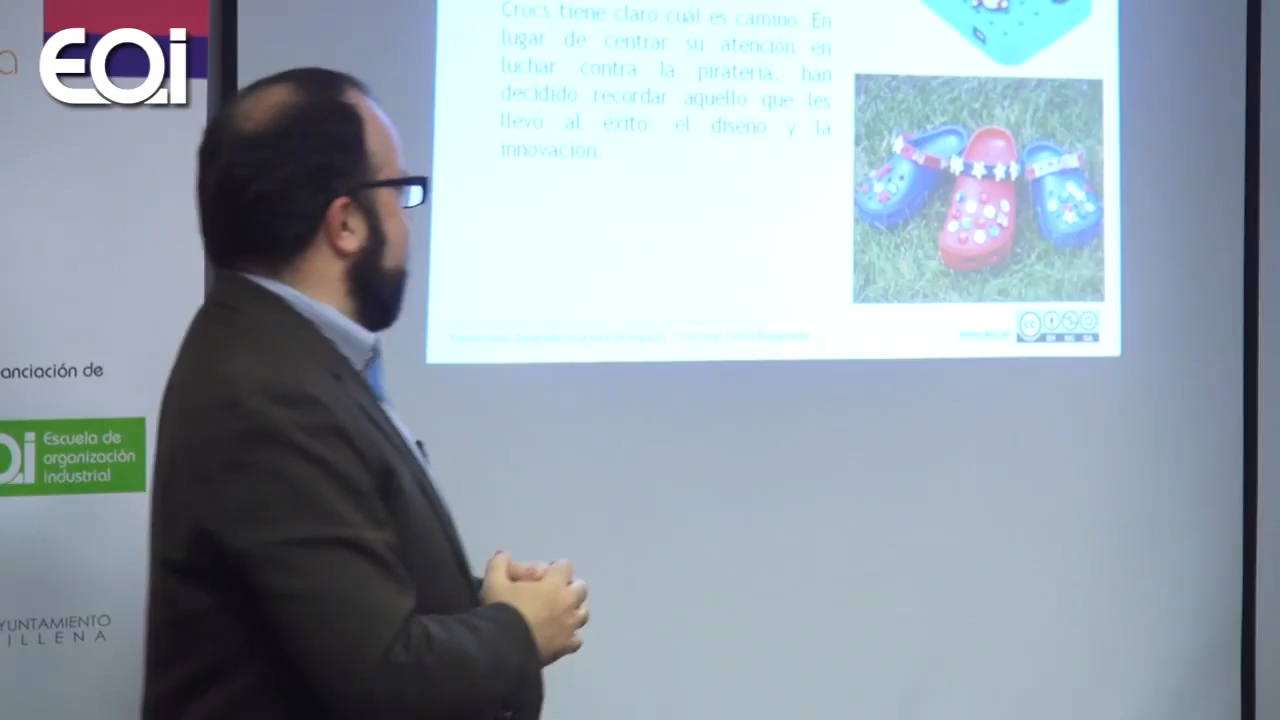 EOi
a
Crocs tiene claro cuál es camino. En
lugar de centrar su atención en
luchar contra la piratería, han
decidido recordar aquello que les
llevó al éxito: el diseño y la
innovación.
anciación de
Oi
Escuela de
organización
industrial
YUNTAMIENTO
ILLENA
cc